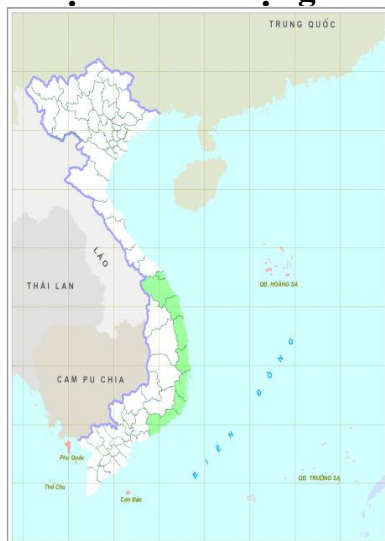 TRUNG QUỐC
LÀO
QĐ. HOÀNG SA
THÁI LAN
BIỂN ĐÔNG
CAM PU CHIA
Phú Quốc
Thổ Chu
Côn Đảo
QĐ. TRƯỜNG SA